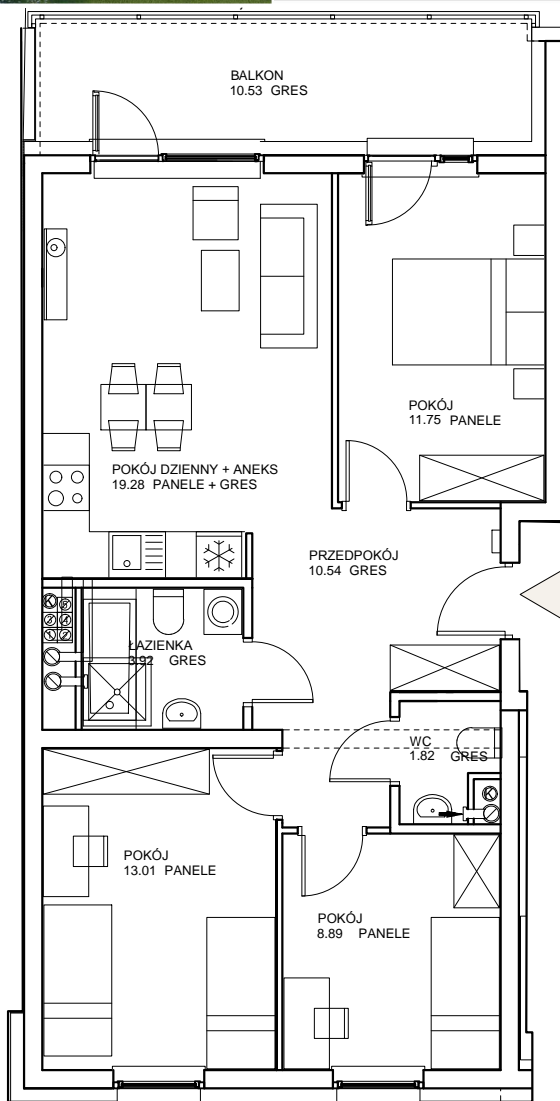 BALKON
10.53 GRES
POKÓJ
11.75 PANELE
POKÓJ DZIENNY + ANEKS
19.28 PANELE + GRES
PRZEDPOKÓJ
10.54 GRES
ŁAZIENKA
3.92 GRES
WC
1.82 GRES
POKÓJ
13.01 PANELE
POKÓJ
8.89 PANELE